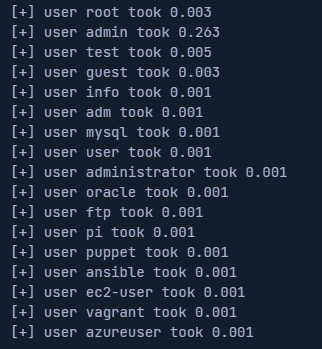 [+] user root took 0.003
[+] user admin took 0.263
[+] user test took 0.005
[+] user guest took 0.003
[+] user info took 0.001
[+] user adm took 0.001
[+] user mysql took 0.001
[+] user user took 0.001
[+] user administrator took 0.001
[+] user oracle took 0.001
[+] user ftp took 0.001
[+] user pi took 0.001
[+] user puppet took 0.001
[+] user ansible took 0.001
[+] user ec2-user took 0.001
[+] user vagrant took 0.001
[+] user azureuser took 0.001